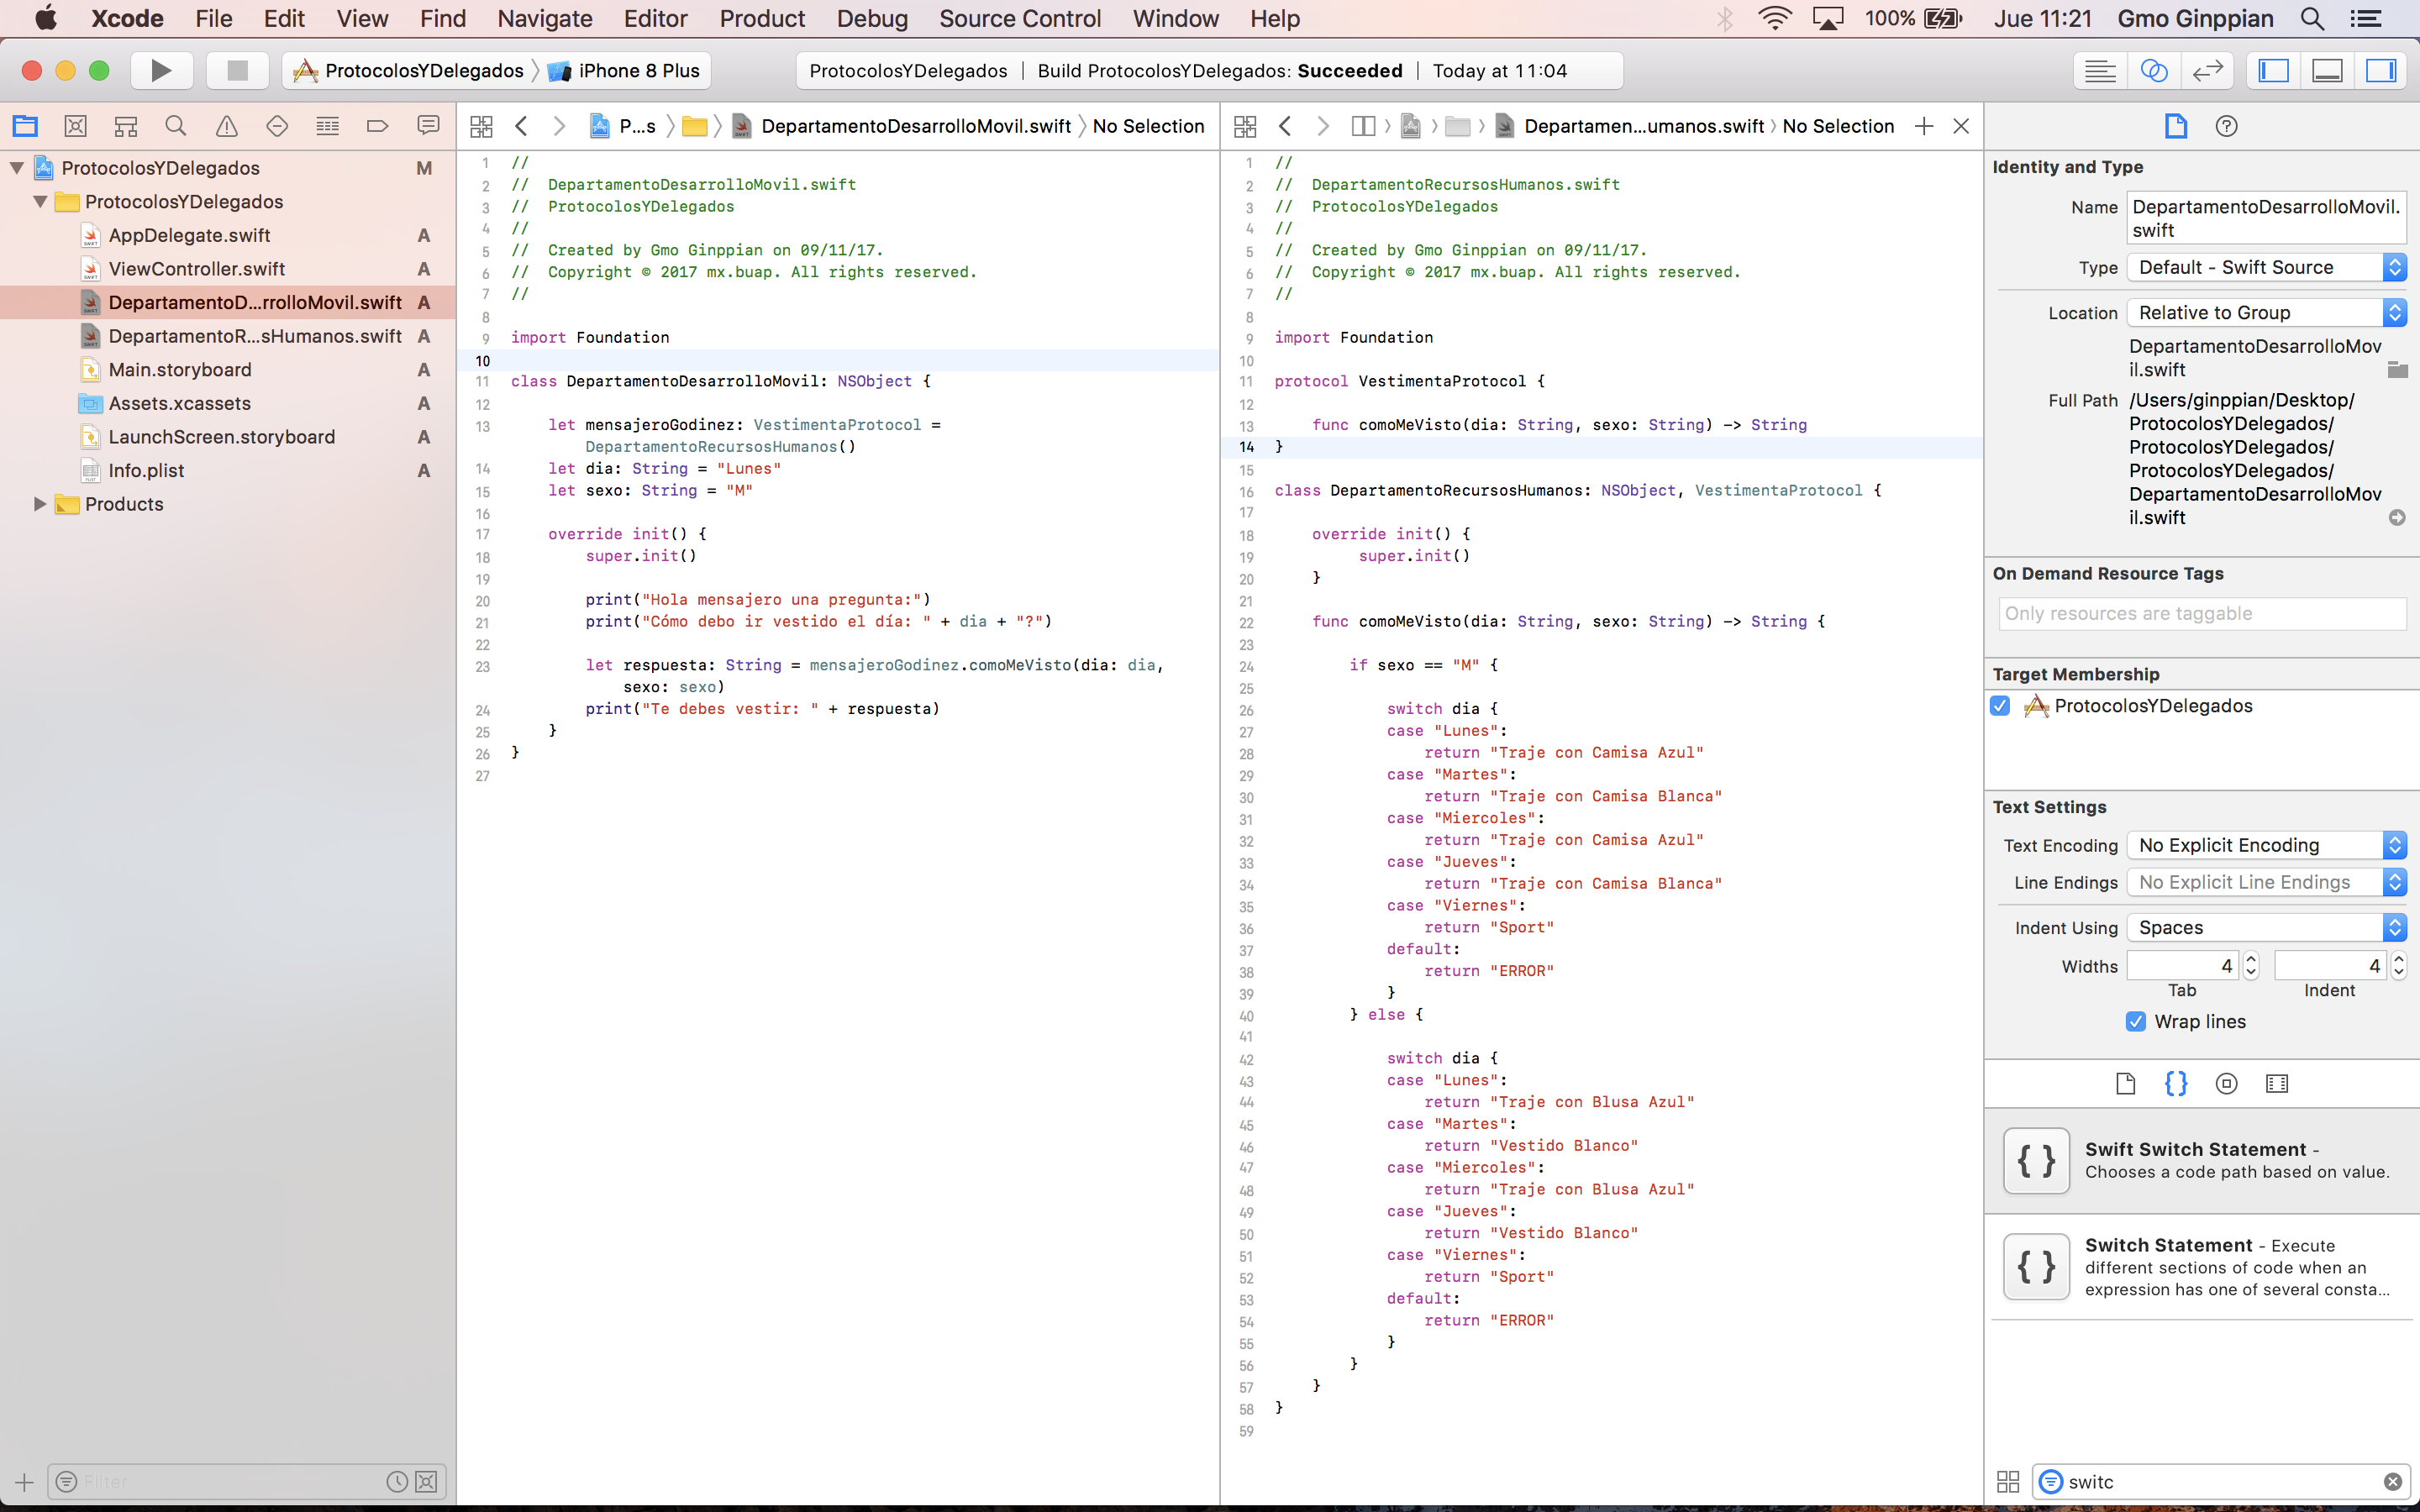 Xcode File Edit View Find Navigate Editor Product Debug Source Control Window Help 100% Jue 11:21 Gmo Ginppian
ProtocolosYDelegados iPhone 8 Plus ProtocolosYDelegados Build ProtocolosYDelegados: Succeeded Today at 11:04
ProtocolosYDelegados M
ProtocolosYDelegados
AppDelegate.swift A
ViewController.swift A
DepartamentoD...rrolloMovil.swift A
DepartamentoR...sHumanos.swift A
Main.storyboard A
Assets.xcassets A
LaunchScreen.storyboard A
Info.plist A
Products
Filter
P...s DepartamentoDesarrolloMovil.swift No Selection
1 //
2 // DepartamentoDesarrolloMovil.swift
3 // ProtocolosYDelegados
4 //
5 // Created by Gmo Ginppian on 09/11/17.
6 // Copyright © 2017 mx.buap. All rights reserved.
7 //
8
9 import Foundation
10
11 class DepartamentoDesarrolloMovil: NSObject {
12
13 let mensajeroGodinez: VestimentaProtocol =
DepartamentoRecursosHumanos()
14 let dia: String = "Lunes"
15 let sexo: String = "M"
16
17 override init() {
18 super.init()
19
20 print("Hola mensajero una pregunta:")
21 print("Cómo debo ir vestido el día: " + dia + "?")
22
23 let respuesta: String = mensajeroGodinez.comoMeVisto(dia: dia,
sexo: sexo)
24 print("Te debes vestir: " + respuesta)
25 }
26 }
27
Departamen...umanos.swift No Selection
1 //
2 // DepartamentoRecursosHumanos.swift
3 // ProtocolosYDelegados
4 //
5 // Created by Gmo Ginppian on 09/11/17.
6 // Copyright © 2017 mx.buap. All rights reserved.
7 //
8
9 import Foundation
10
11 protocol VestimentaProtocol {
12
13 func comoMeVisto(dia: String, sexo: String) -> String
14 }
15
16 class DepartamentoRecursosHumanos: NSObject, VestimentaProtocol {
17
18 override init() {
19 super.init()
20 }
21
22 func comoMeVisto(dia: String, sexo: String) -> String {
23
24 if sexo == "M" {
25
26 switch dia {
27 case "Lunes":
28 return "Traje con Camisa Azul"
29 case "Martes":
30 return "Traje con Camisa Blanca"
31 case "Miercoles":
32 return "Traje con Camisa Azul"
33 case "Jueves":
34 return "Traje con Camisa Blanca"
35 case "Viernes":
36 return "Sport"
37 default:
38 return "ERROR"
39 }
40 } else {
41
42 switch dia {
43 case "Lunes":
44 return "Traje con Blusa Azul"
45 case "Martes":
46 return "Vestido Blanco"
47 case "Miercoles":
48 return "Traje con Blusa Azul"
49 case "Jueves":
50 return "Vestido Blanco"
51 case "Viernes":
52 return "Sport"
53 default:
54 return "ERROR"
55 }
56 }
57 }
58 }
59
Identity and Type
Name DepartamentoDesarrolloMovil.
swift
Type Default - Swift Source
Location Relative to Group
DepartamentoDesarrolloMov
il.swift
Full Path /Users/ginppian/Desktop/
ProtocolosYDelegados/
ProtocolosYDelegados/
ProtocolosYDelegados/
DepartamentoDesarrolloMov
il.swift
On Demand Resource Tags
Only resources are taggable
Target Membership
ProtocolosYDelegados
Text Settings
Text Encoding No Explicit Encoding
Line Endings No Explicit Line Endings
Indent Using Spaces
Widths 4 4
Tab Indent
Wrap lines
{ } Swift Switch Statement -
Chooses a code path based on value.
{ } Switch Statement - Execute
different sections of code when an
expression has one of several consta...
switc